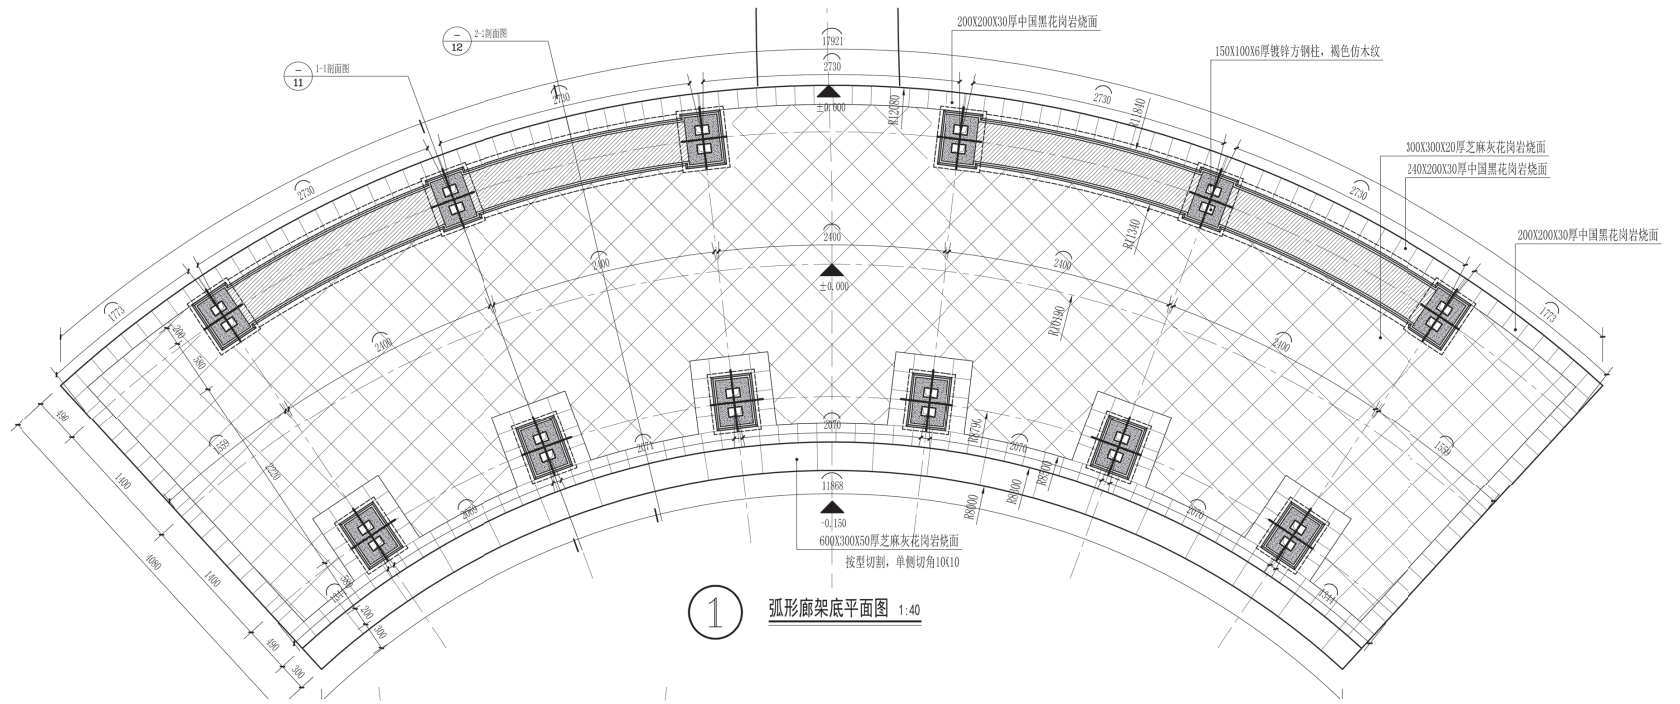 200X200X30厚中国黑花岗岩烧面
17921
2-2剖面图
12
150X100X6厚镀锌方钢柱，褐色仿木纹
1-1剖面图
11
2730
2730
2730
±0.000
R12080
R11840
300X300X20厚芝麻灰花岗岩烧面
240X200X30厚中国黑花岗岩烧面
2730
2730
R11340
200X200X30厚中国黑花岗岩烧面
2400
2400
2400
±0.000
R10190
1773
1773
200
580
2400
2400
496
1559
2220
2071
2070
R8790
2070
1559
1400
R8500
R8300
R8000
11868
2069
2070
-0.150
600X300X50厚芝麻灰花岗岩烧面
按型切割，单侧切角10X10
4080
1400
580
1344
1344
200
300
1
弧形廊架底平面图 1:40
490
300